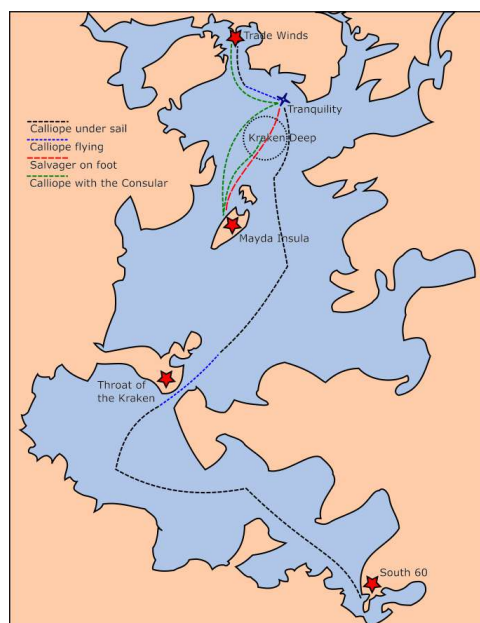 Trade Winds
Tranquility
Calliope under sail
Calliope flying
Salvager on foot
Calliope with the Consular
Kraken Deep
Mayda Insula
Throat of
the Kraken
South 60